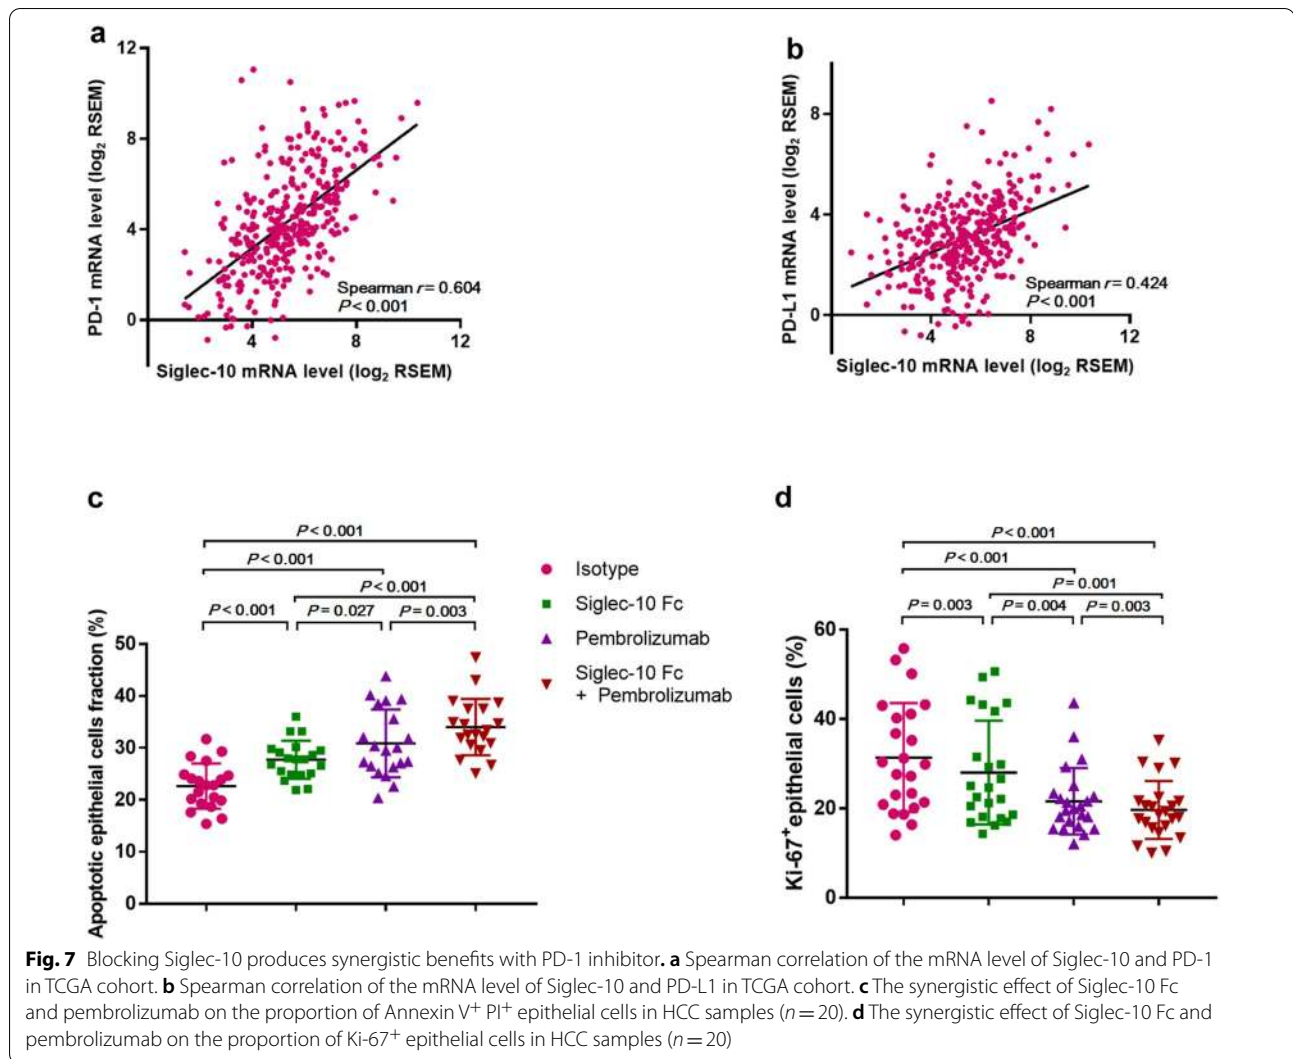 a
12
8
4
0
4
8
12
PD-1 mRNA level (log₂ RSEM)
Spearman r = 0.604
P < 0.001
Siglec-10 mRNA level (log₂ RSEM)
b
8
4
0
4
8
12
PD-L1 mRNA level (log₂ RSEM)
Spearman r = 0.424
P < 0.001
Siglec-10 mRNA level (log₂ RSEM)
c
P < 0.001
P < 0.001
P < 0.001
P < 0.001
P = 0.027
P = 0.003
50
40
30
20
10
0
Apoptotic epithelial cells fraction (%)
Isotype
Siglec-10 Fc
Pembrolizumab
Siglec-10 Fc
+ Pembrolizumab
d
P < 0.001
P < 0.001
P = 0.001
P = 0.003
P = 0.004
P = 0.003
60
40
20
0
Ki-67⁺epithelial cells (%)
Fig. 7 Blocking Siglec-10 produces synergistic benefits with PD-1 inhibitor. a Spearman correlation of the mRNA level of Siglec-10 and PD-1
in TCGA cohort. b Spearman correlation of the mRNA level of Siglec-10 and PD-L1 in TCGA cohort. c The synergistic effect of Siglec-10 Fc
and pembrolizumab on the proportion of Annexin V⁺ PI⁺ epithelial cells in HCC samples (n = 20). d The synergistic effect of Siglec-10 Fc and
pembrolizumab on the proportion of Ki-67⁺ epithelial cells in HCC samples (n = 20)